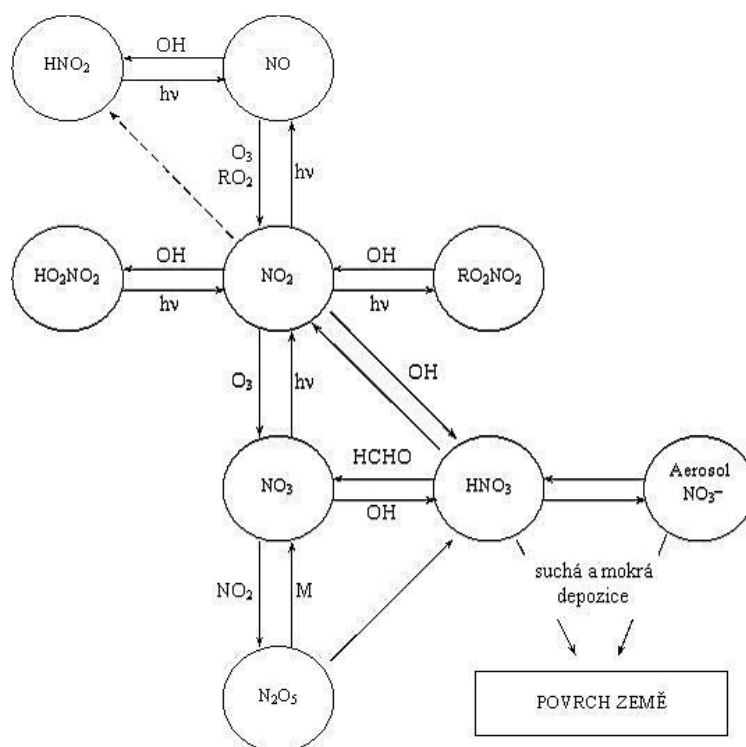 OH
HNO₂
NO
hν
O₃
RO₂
hν
OH
OH
HO₂NO₂
NO₂
RO₂NO₂
hν
hν
O₃
hν
OH
HCHO
NO₃
HNO₃
Aerosol
NO₃⁻
OH
NO₂
M
suchá a mokrá
depozice
N₂O₅
POVRCH ZEMĚ